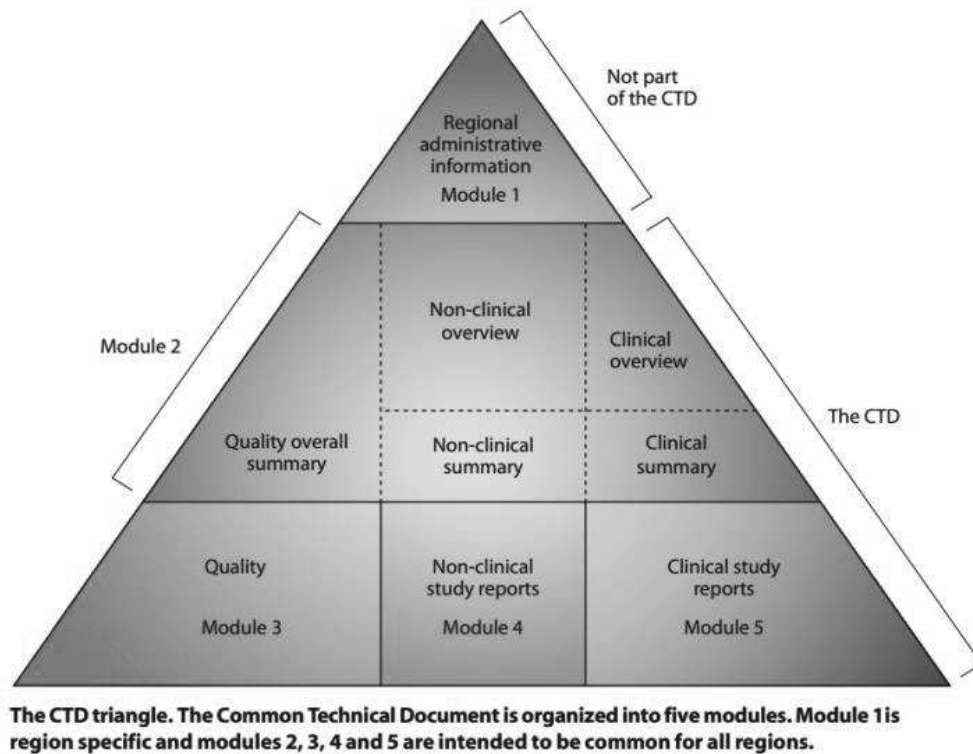 Not part
of the CTD
Regional
administrative
information
Module 1
Module 2
Non-clinical
overview
Clinical
overview
The CTD
Quality overall
summary
Non-clinical
summary
Clinical
summary
Quality
Module 3
Non-clinical
study reports
Module 4
Clinical study
reports
Module 5
The CTD triangle. The Common Technical Document is organized into five modules. Module 1 is
region specific and modules 2, 3, 4 and 5 are intended to be common for all regions.